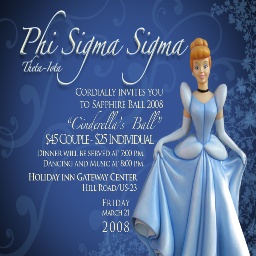 Phi Sigma Sigma
Theta-Iota
Cordially invites you
to Sapphire Ball 2008
"Cinderella's Ball"
$45 Couple - $25 Individual
Dinner will be served at 7:00 p.m.
Dancing and Music at 8:00 p.m.
Holiday Inn Gateway Center
Hill Road/US-23
Friday
March 21
2008